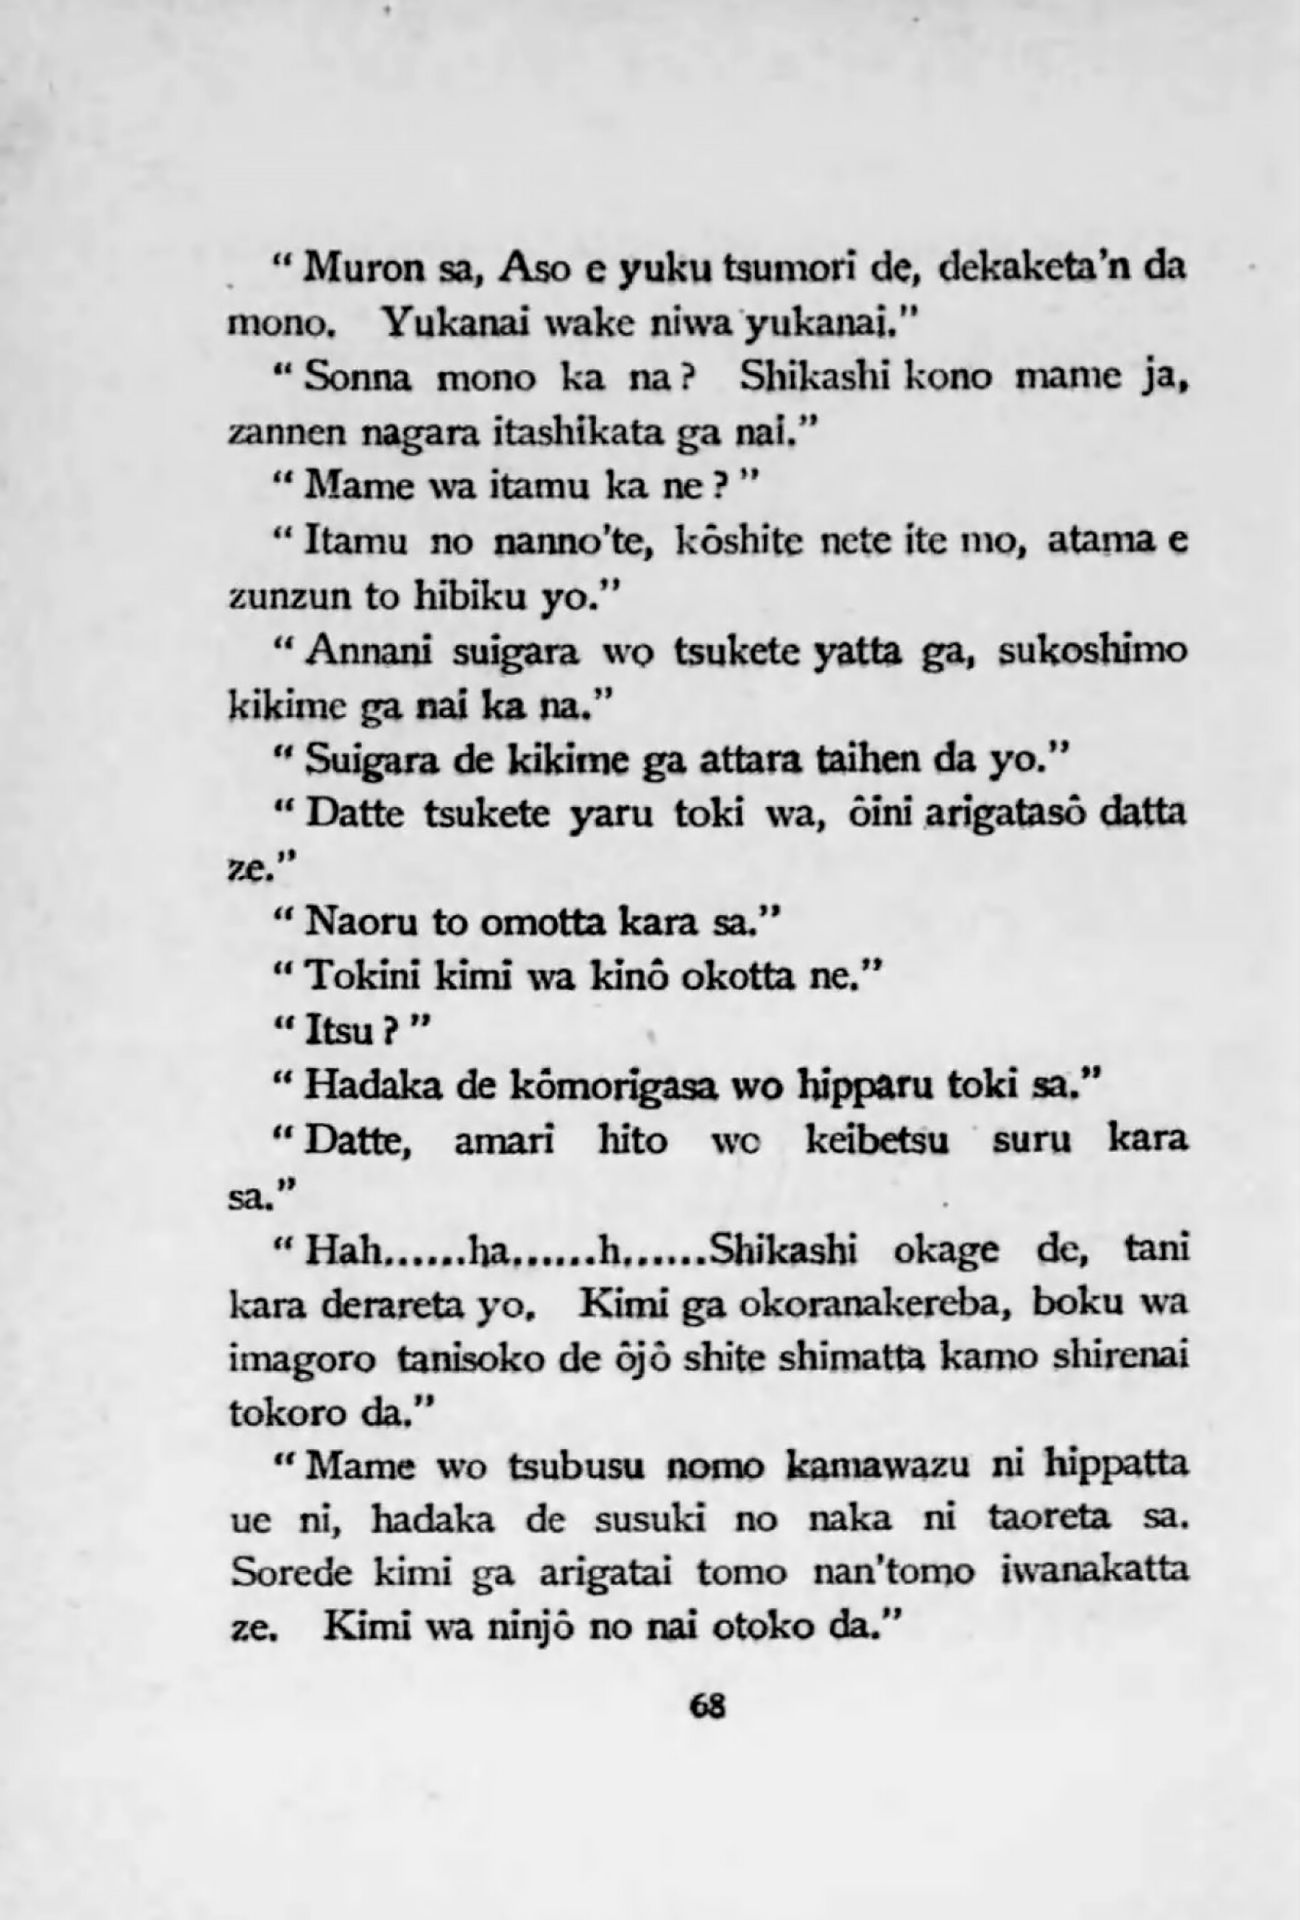 “ Muron sa, Aso e yuku tsumori de, dekaketa’n da
mono. Yukanai wake niwa yukanai.”
“ Sonna mono ka na ? Shikashi kono mame ja,
zannen nagara itashikata ga nai.”
“ Mame wa itamu ka ne ? ”
“ Itamu no nanno’te, kôshite nete ite mo, atama e
zunzun to hibiku yo.”
“ Annani suigara wo tsukete yatta ga, sukoshimo
kikime ga nai ka na.”
“ Suigara de kikime ga attara taihen da yo.”
“ Datte tsukete yaru toki wa, ôini arigatasô datta
ze.”
“ Naoru to omotta kara sa.”
“ Tokini kimi wa kinô okotta ne.”
“ Itsu ? ”
“ Hadaka de kômorigasa wo hipparu toki sa.”
“ Datte, amari hito wo keibetsu suru kara
sa.”
“ Hah......ha......h......Shikashi okage de, tani
kara derareta yo. Kimi ga okoranakereba, boku wa
imagoro tanisoko de ôjô shite shimatta kamo shirenai
tokoro da.”
“ Mame wo tsubusu nomo kamawazu ni hippatta
ue ni, hadaka de susuki no naka ni taoreta sa.
Sorede kimi ga arigatai tomo nan’tomo iwanakatta
ze. Kimi wa ninjô no nai otoko da.”
68